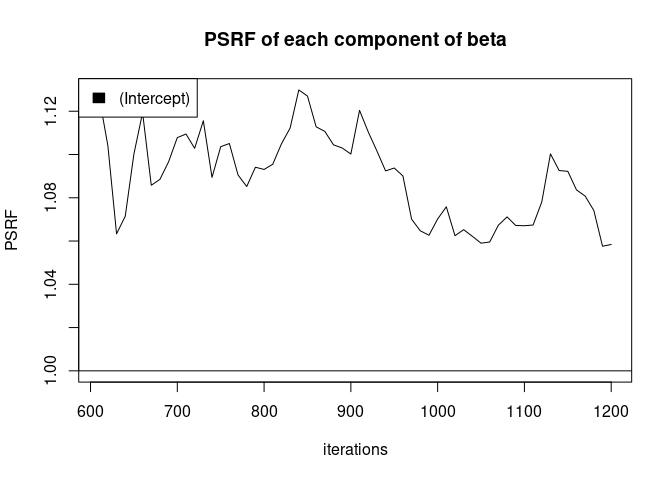 PSRF of each component of beta
(Intercept)
PSRF
1.12
1.08
1.04
1.00
600 700 800 900 1000 1100 1200
iterations